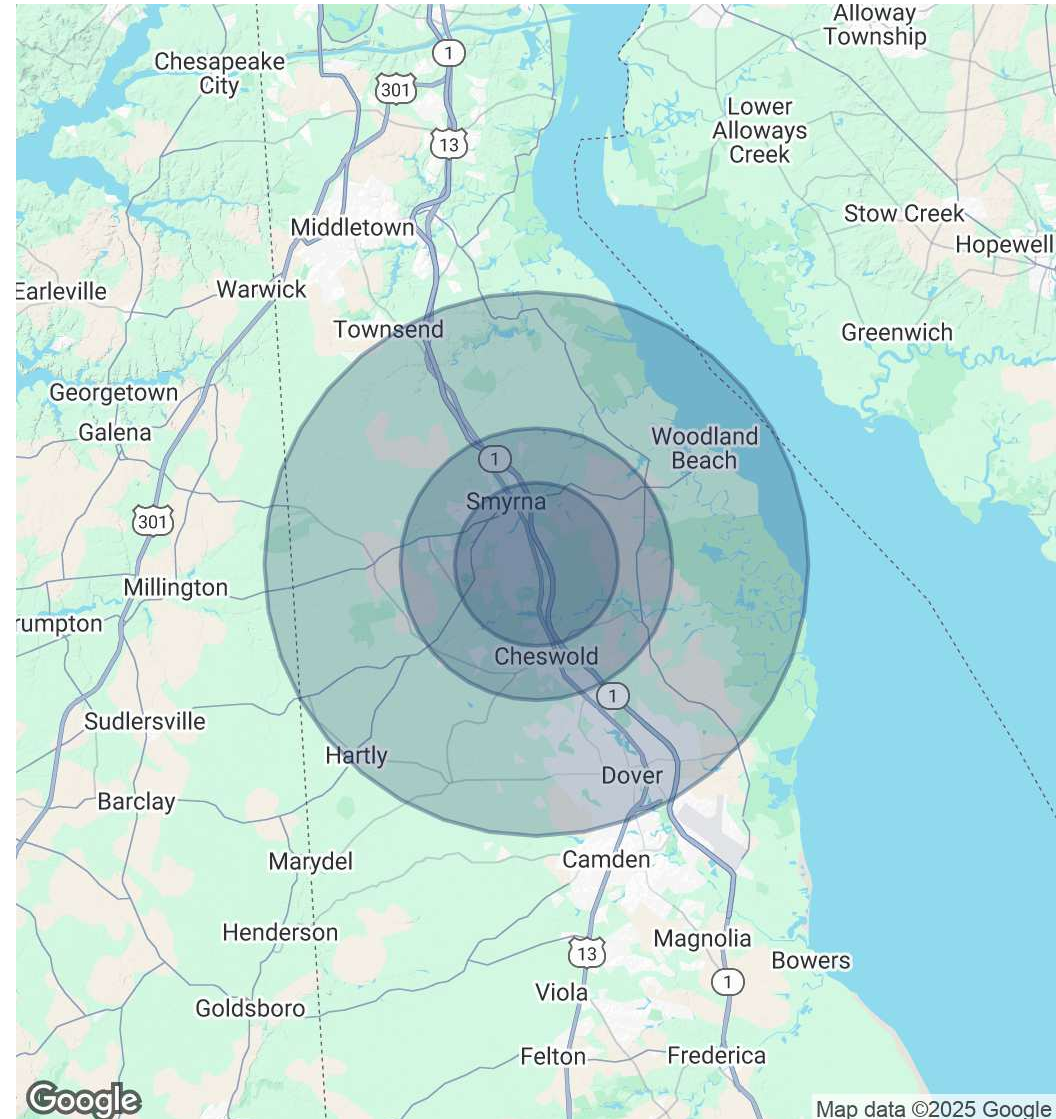 Alloway
Township
Chesapeake
City
1
301
Lower
Alloways
Creek
13
Stow Creek
Middletown
Hopewell
Earleville
Warwick
Townsend
Greenwich
Georgetown
Galena
Woodland
Beach
1
Smyrna
301
Millington
rumpton
Cheswold
1
Sudlersville
Hartly
Dover
Barclay
Camden
Marydel
Henderson
Magnolia
13
Bowers
1
Viola
Goldsboro
Felton
Frederica
Google
Map data ©2025 Google